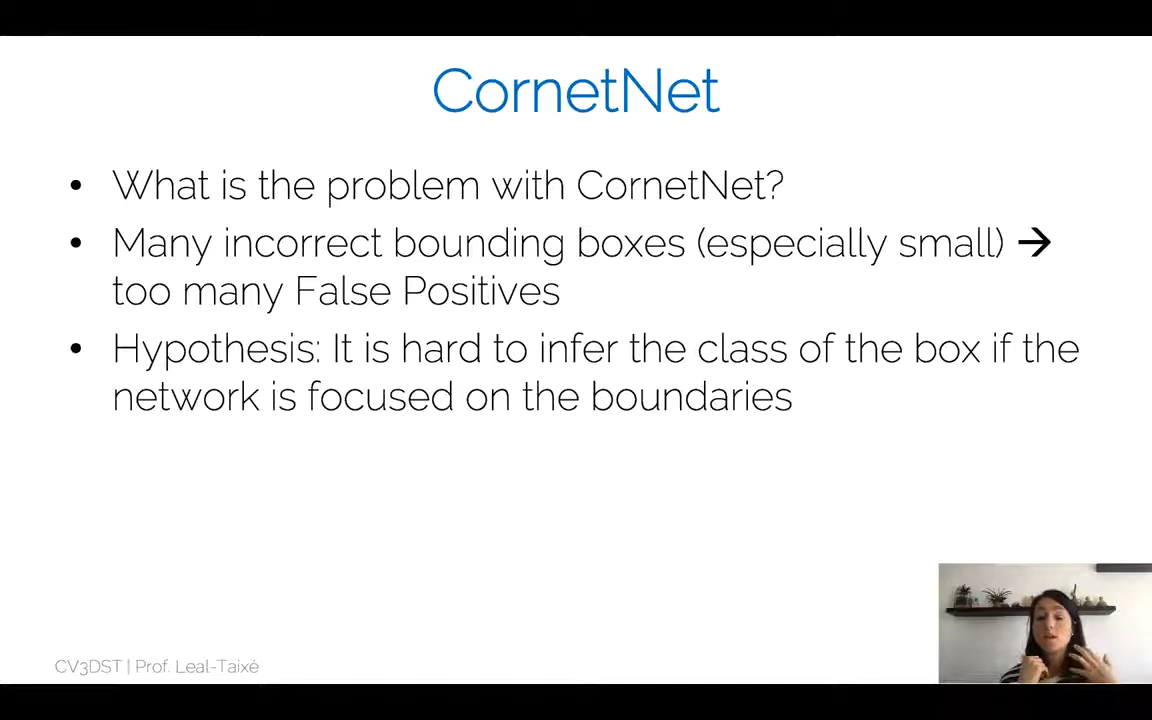 CornetNet
• What is the problem with CornetNet?
• Many incorrect bounding boxes (especially small) →
too many False Positives
• Hypothesis: It is hard to infer the class of the box if the
network is focused on the boundaries
CV3DST | Prof. Leal-Taixé